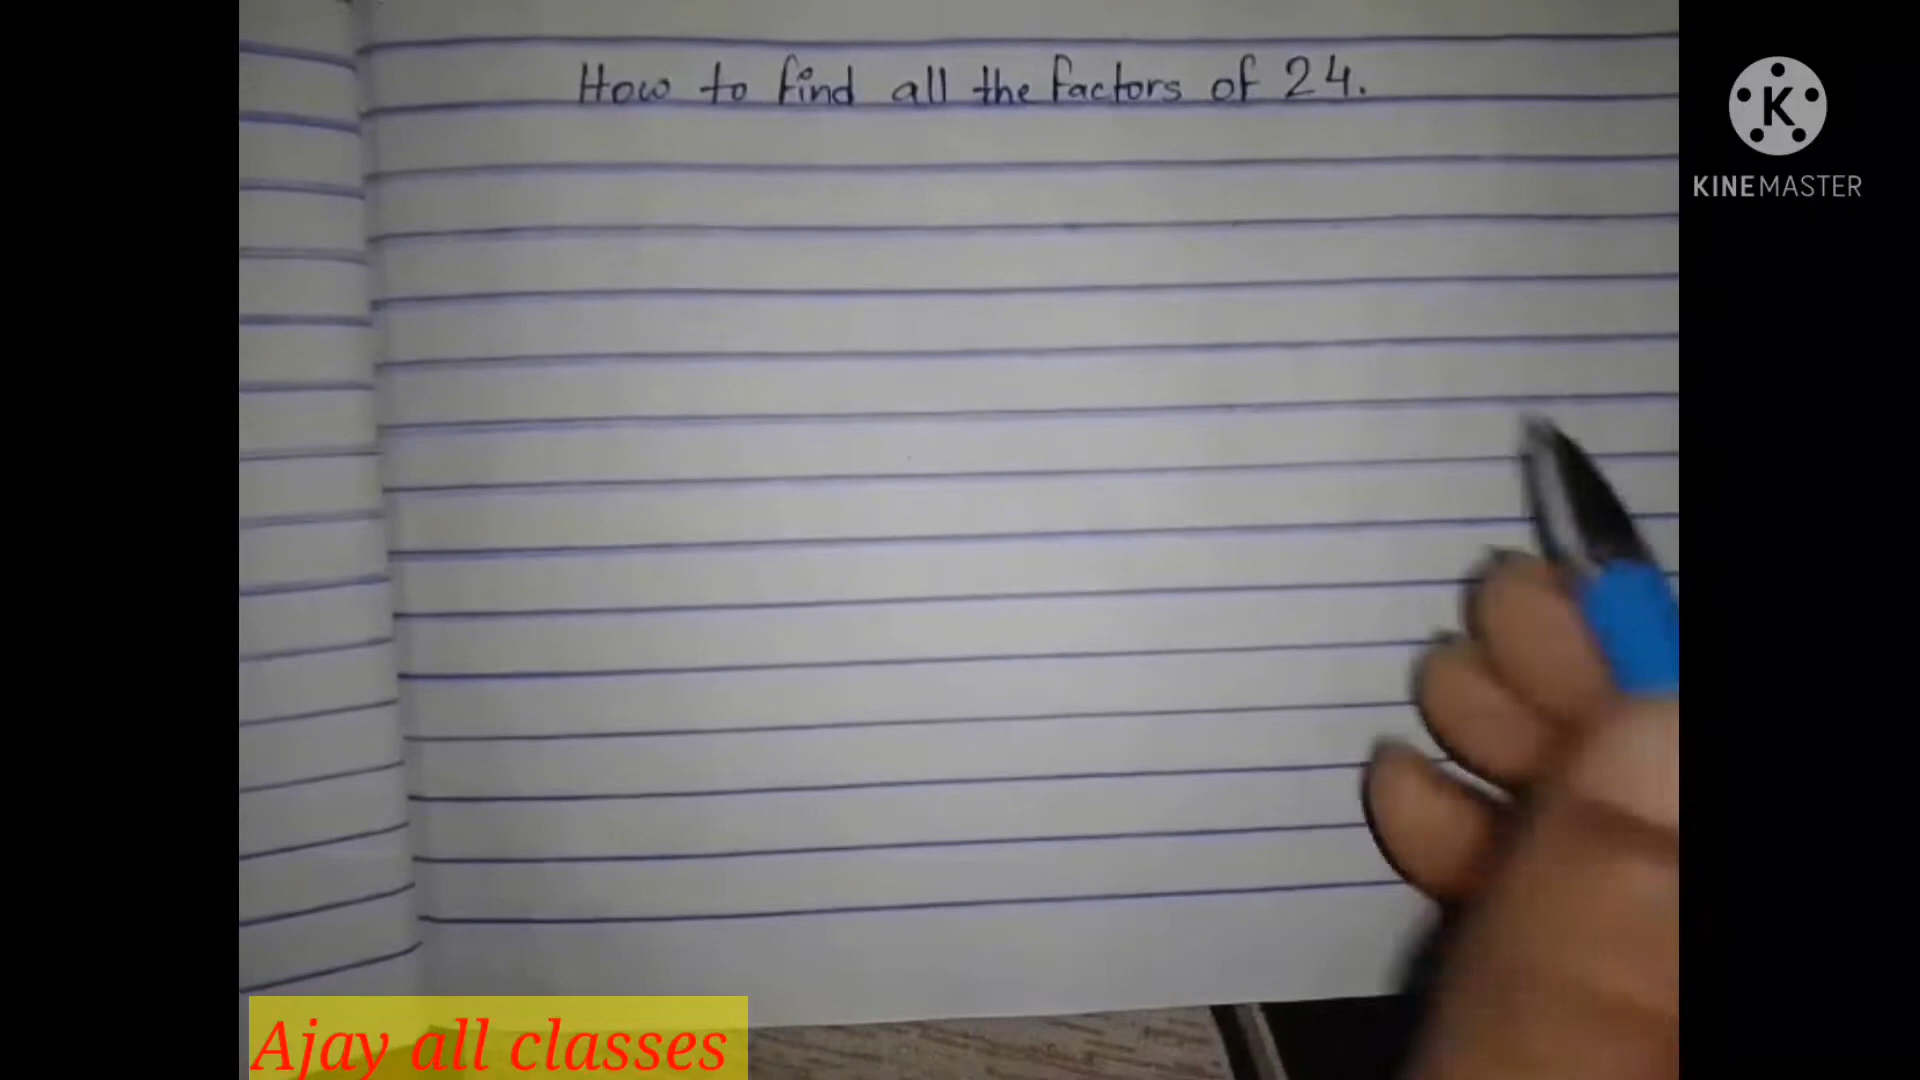 How to find all the factors of 24.
K
KINEMASTER
Ajay all classes